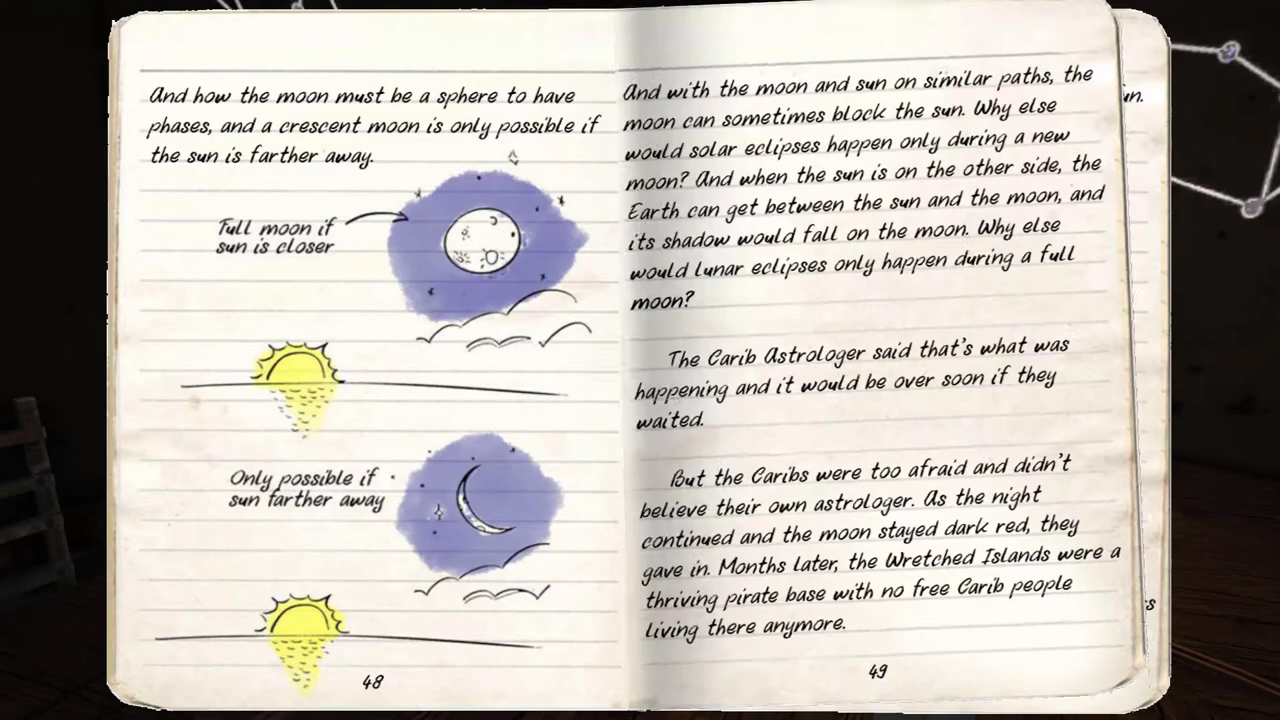 And how the moon must be a sphere to have
phases, and a crescent moon is only possible if
the sun is farther away.
Full moon if
sun is closer
Only possible if
sun farther away
48
And with the moon and sun on similar paths, the
moon can sometimes block the sun. Why else
would solar eclipses happen only during a new
moon? And when the sun is on the other side, the
Earth can get between the sun and the moon, and
its shadow would fall on the moon. Why else
would lunar eclipses only happen during a full
moon?
The Carib Astrologer said that's what was
happening and it would be over soon if they
waited.
But the Caribs were too afraid and didn't
believe their own astrologer. As the night
continued and the moon stayed dark red, they
gave in. Months later, the Wretched Islands were a
thriving pirate base with no free Carib people
living there anymore.
49